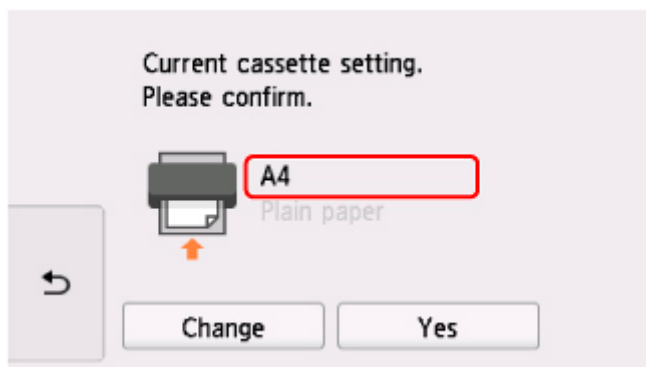 Current cassette setting.
Please confirm.
A4
Plain paper
Change
Yes